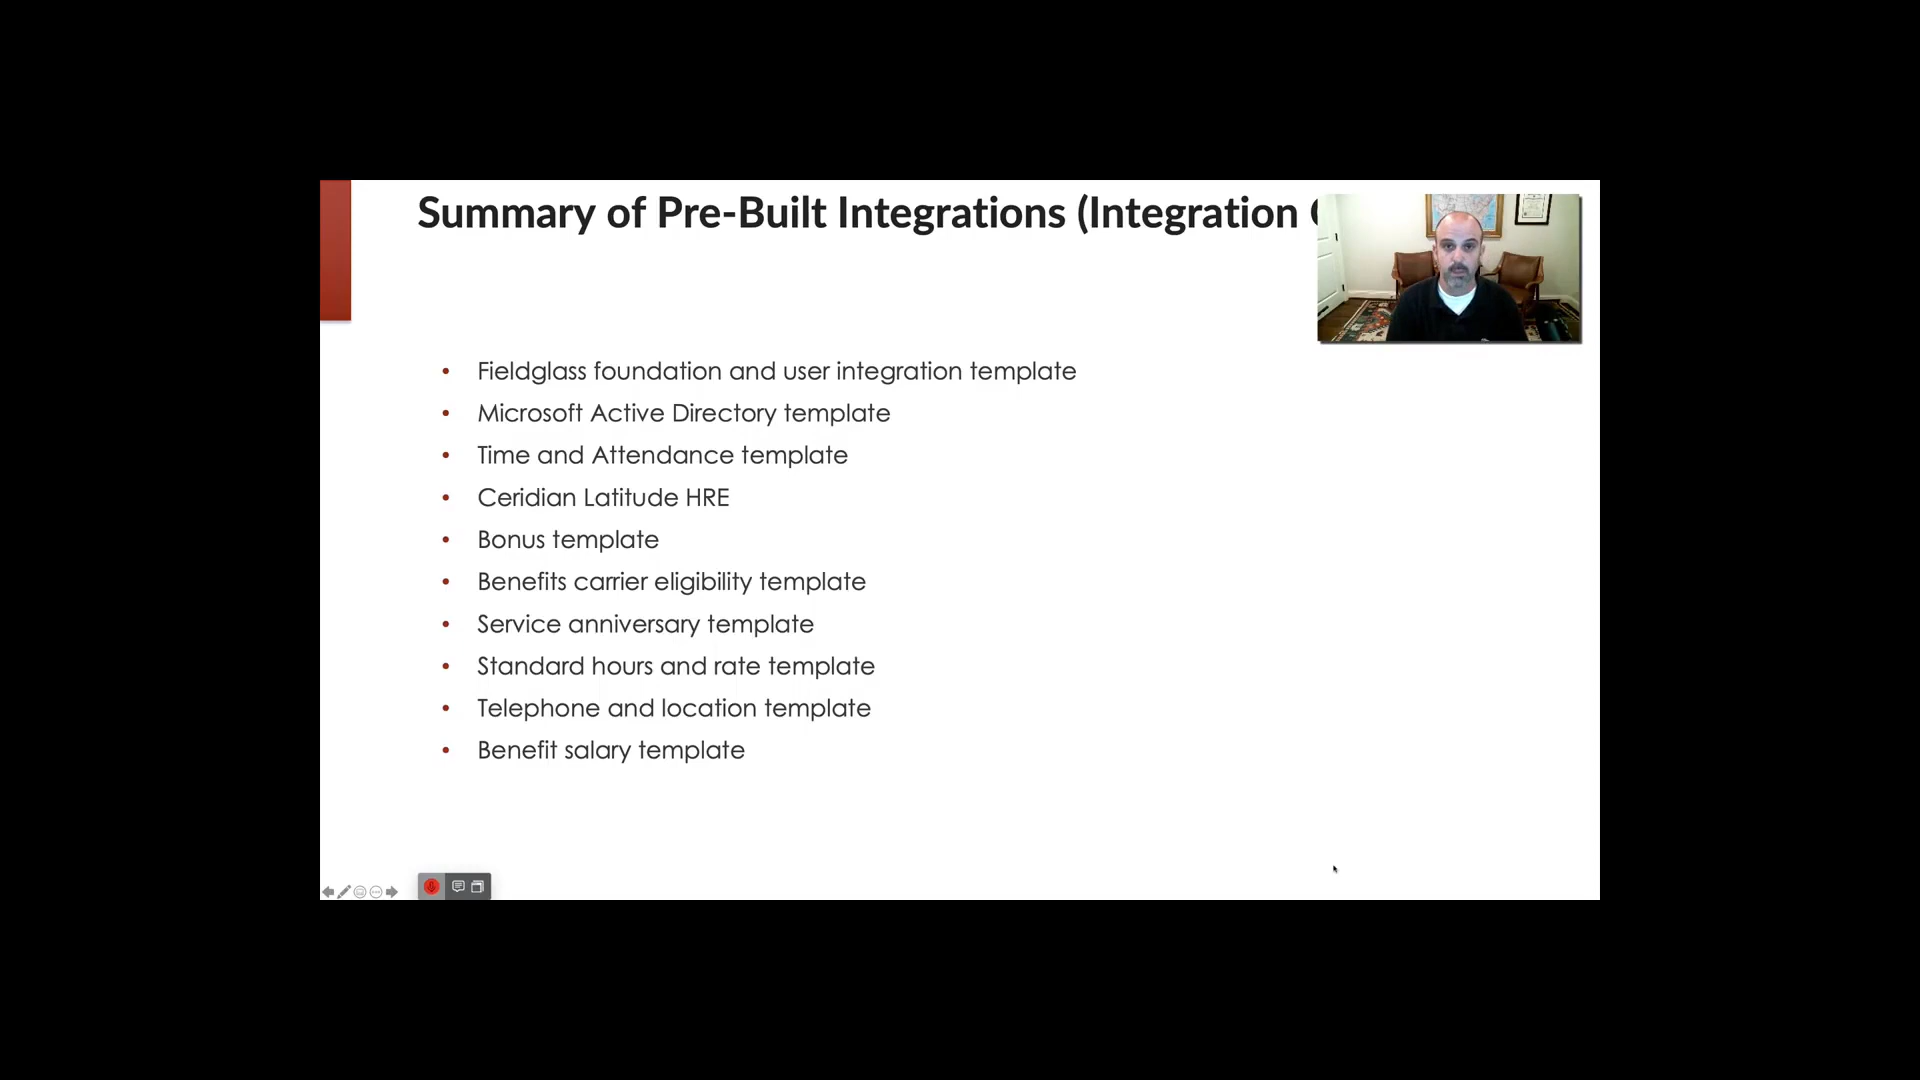 Summary of Pre-Built Integrations (Integration
• Fieldglass foundation and user integration template
• Microsoft Active Directory template
• Time and Attendance template
• Ceridian Latitude HRE
• Bonus template
• Benefits carrier eligibility template
• Service anniversary template
• Standard hours and rate template
• Telephone and location template
• Benefit salary template